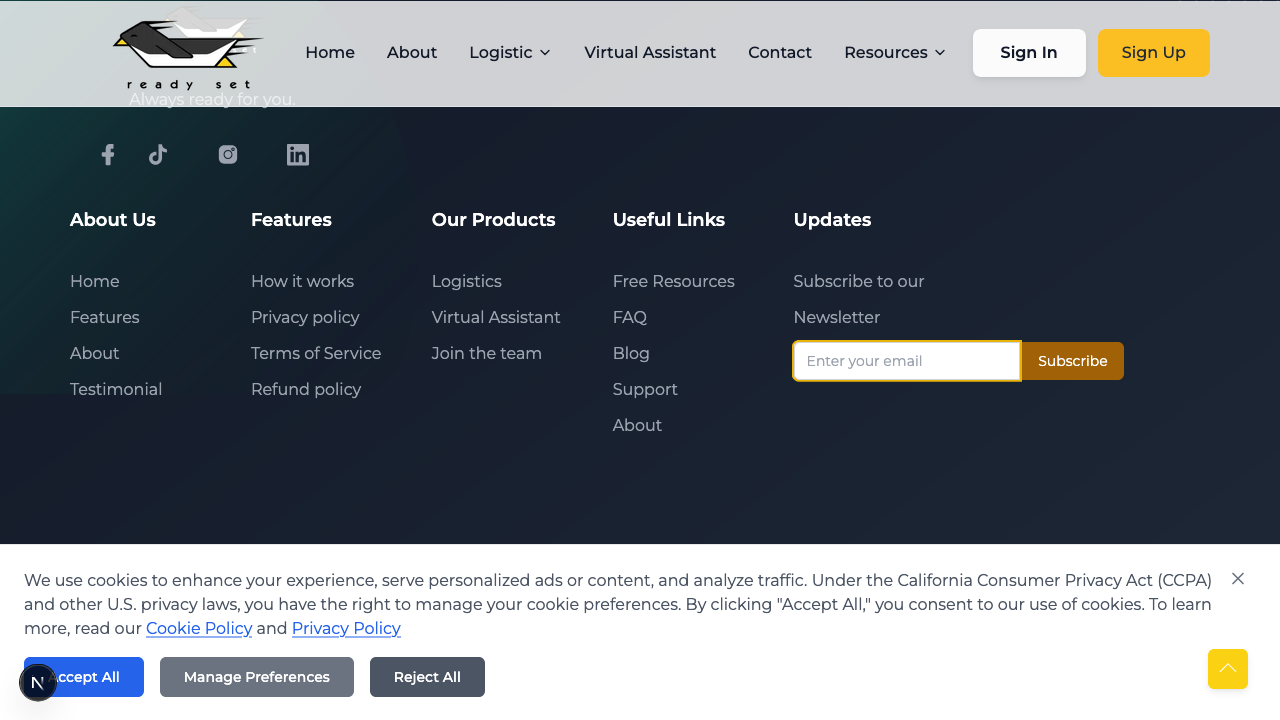 ready set
Home
About
Logistic
Virtual Assistant
Contact
Resources
Sign In
Sign Up
Always ready for you.
About Us
Features
Our Products
Useful Links
Updates
Home
How it works
Logistics
Free Resources
Subscribe to our
Features
Privacy policy
Virtual Assistant
FAQ
Newsletter
About
Terms of Service
Join the team
Blog
Enter your email
Subscribe
Testimonial
Refund policy
Support
About
We use cookies to enhance your experience, serve personalized ads or content, and analyze traffic. Under the California Consumer Privacy Act (CCPA)
and other U.S. privacy laws, you have the right to manage your cookie preferences. By clicking "Accept All," you consent to our use of cookies. To learn
more, read our Cookie Policy and Privacy Policy
N
Accept All
Manage Preferences
Reject All